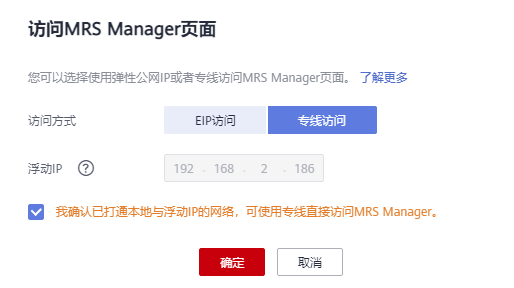 访问MRS Manager页面
您可以选择使用弹性公网IP或者专线访问MRS Manager页面。 了解更多
访问方式 EIP访问 专线访问
浮动IP ? 192 . 168 . 2 . 186
我确认已打通本地与浮动IP的网络，可使用专线直接访问MRS Manager。
确定 取消